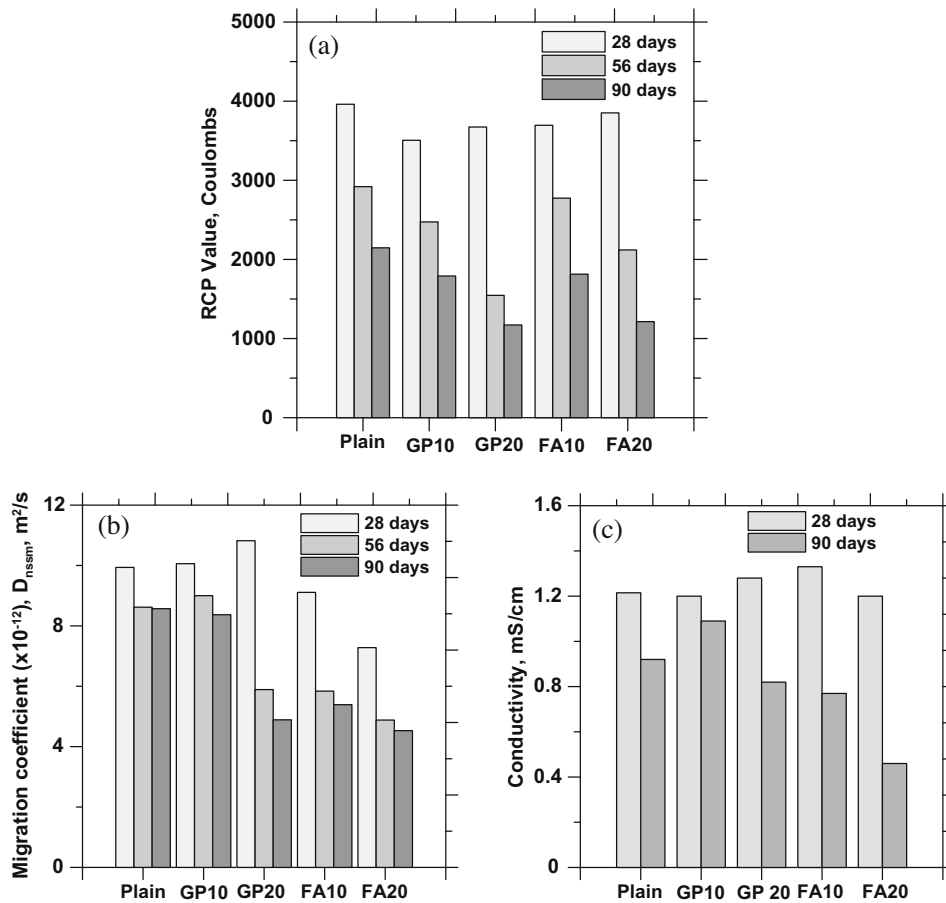 (a)
28 days
56 days
90 days
RCP Value, Coulombs
5000
4000
3000
2000
1000
0
Plain GP10 GP20 FA10 FA20
(b)
28 days
56 days
90 days
Migration coefficient (x10⁻¹²), Dₙₛₛₘ, m²/s
12
8
4
0
Plain GP10 GP20 FA10 FA20
(c)
28 days
90 days
Conductivity, mS/cm
1.6
1.2
0.8
0.4
0
Plain GP10 GP 20 FA10 FA20